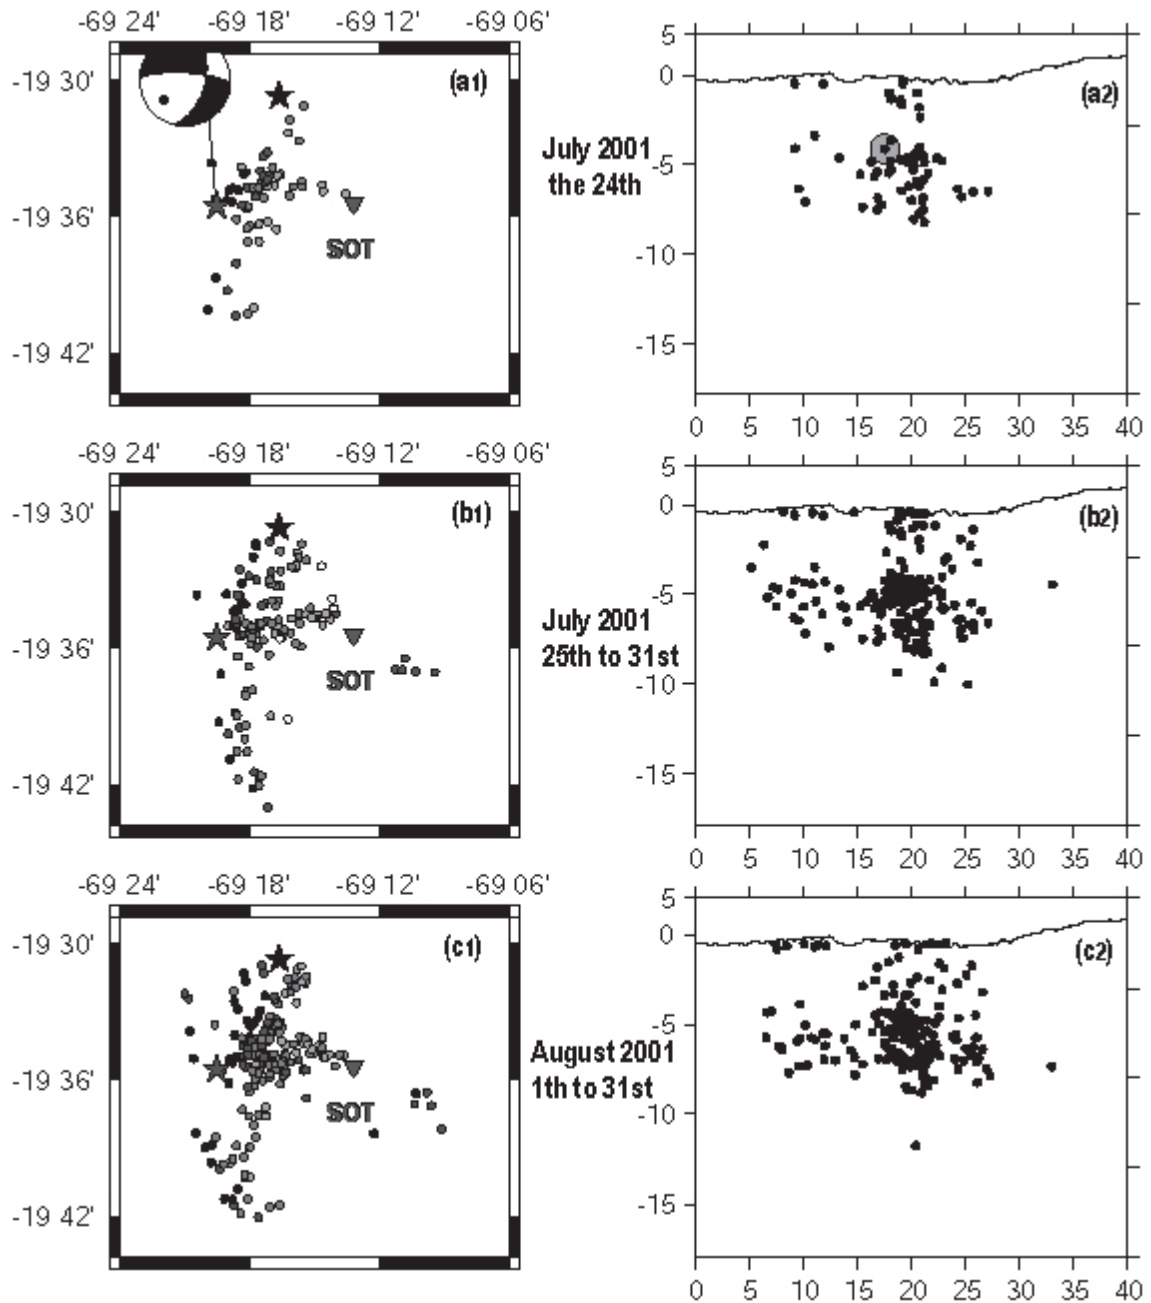 -69 24' -69 18' -69 12' -69 06'
-19 30'
-19 36'
-19 42'
(a1)
SOT
July 2001
the 24th
5
0
-5
-10
-15
(a2)
0 5 10 15 20 25 30 35 40
-69 24' -69 18' -69 12' -69 06'
-19 30'
-19 36'
-19 42'
(b1)
SOT
July 2001
25th to 31st
5
0
-5
-10
-15
(b2)
0 5 10 15 20 25 30 35 40
-69 24' -69 18' -69 12' -69 06'
-19 30'
-19 36'
-19 42'
(c1)
SOT
August 2001
1th to 31st
5
0
-5
-10
-15
(c2)
0 5 10 15 20 25 30 35 40